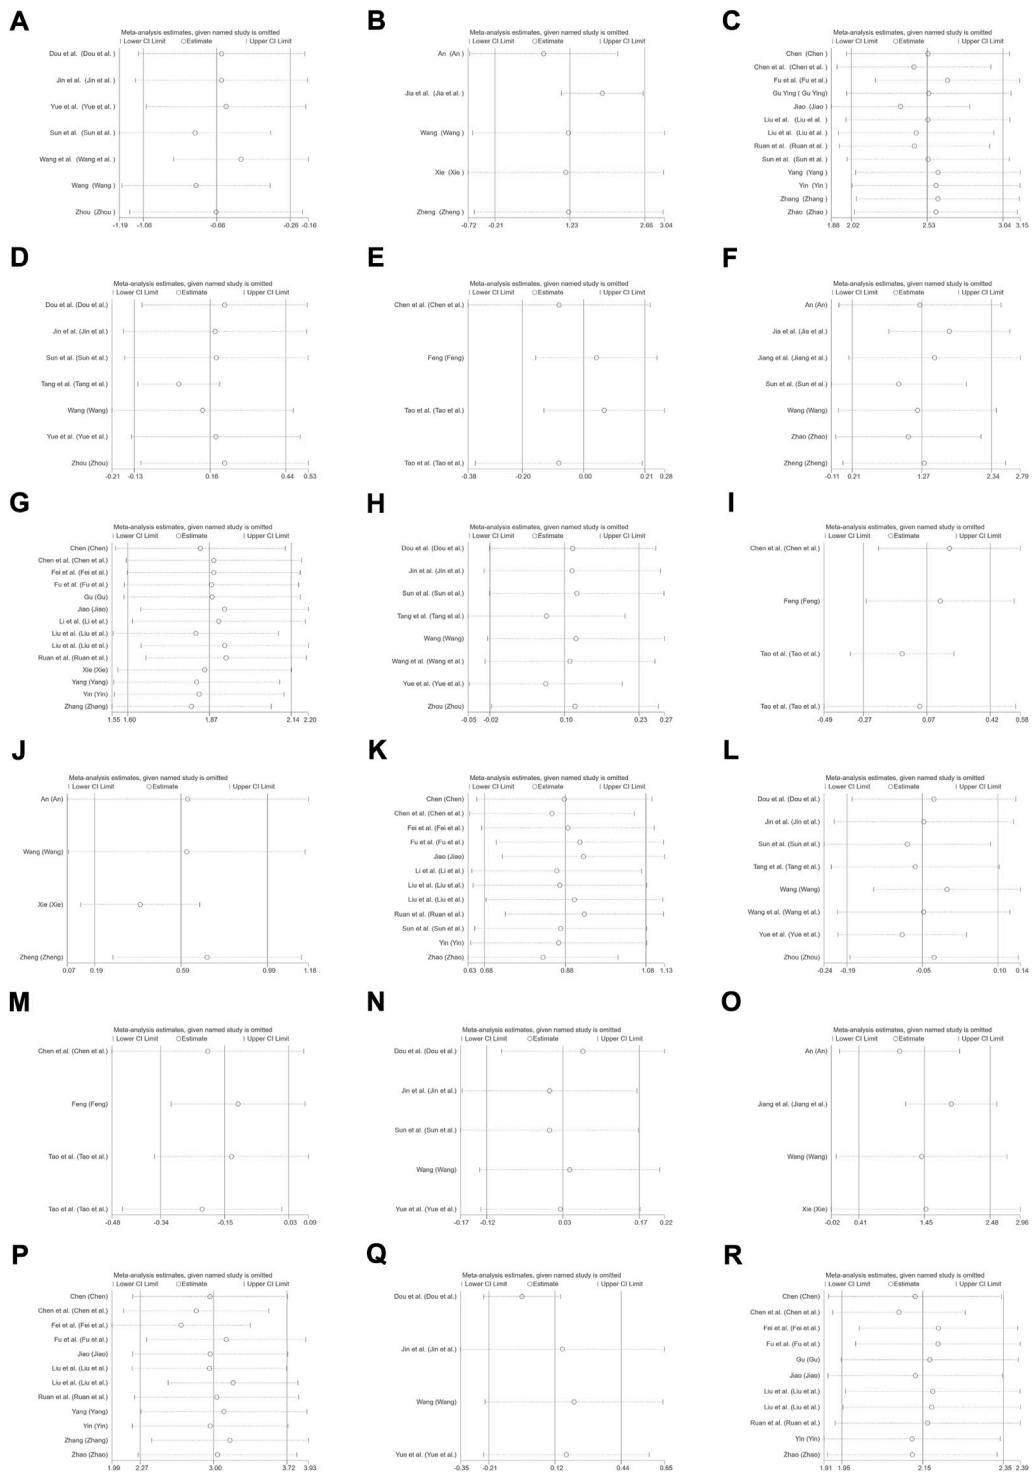 A
Meta-analysis estimates, given named study is omitted
Lower CI Limit Estimate Upper CI Limit
Dou et al. (Dou et al. )
Jin et al. (Jin et al. )
Yue et al. (Yue et al. )
Sun et al. (Sun et al. )
Wang et al. (Wang et al. )
Wang (Wang )
Zhou (Zhou )
-1.19 -1.06 -0.66 -0.26 -0.16
B
Meta-analysis estimates, given named study is omitted
Lower CI Limit Estimate Upper CI Limit
An (An )
Jia et al. (Jia et al. )
Wang (Wang )
Xie (Xie )
Zheng (Zheng)
-0.72 -0.21 1.23 2.66 3.04
C
Meta-analysis estimates, given named study is omitted
Lower CI Limit Estimate Upper CI Limit
Chen (Chen )
Chen et al. (Chen et al. )
Fu et al. (Fu et al. )
Gu Ying ( Gu Ying)
Jiao (Jiao )
Liu et al. (Liu et al. )
Liu et al. (Liu et al. )
Ruan et al. (Ruan et al. )
Sun et al. (Sun et al. )
Yang (Yang )
Yin (Yin )
Zhang (Zhang )
Zhao (Zhao )
1.88 2.02 2.53 3.04 3.15
D
Meta-analysis estimates, given named study is omitted
Lower CI Limit Estimate Upper CI Limit
Dou et al. (Dou et al.)
Jin et al. (Jin et al.)
Sun et al. (Sun et al.)
Tang et al. (Tang et al.)
Wang (Wang)
Yue et al. (Yue et al.)
Zhou (Zhou)
-0.21 -0.13 0.16 0.44 0.53
E
Meta-analysis estimates, given named study is omitted
Lower CI Limit Estimate Upper CI Limit
Chen et al. (Chen et al.)
Feng (Feng)
Tao et al. (Tao et al.)
Tao et al. (Tao et al.)
-0.38 -0.20 0.00 0.21 0.28
F
Meta-analysis estimates, given named study is omitted
Lower CI Limit Estimate Upper CI Limit
An (An)
Jia et al. (Jia et al.)
Jiang et al. (Jiang et al.)
Sun et al. (Sun et al.)
Wang (Wang)
Zhao (Zhao)
Zheng (Zheng)
-0.11 0.21 1.27 2.34 2.79
G
Meta-analysis estimates, given named study is omitted
Lower CI Limit Estimate Upper CI Limit
Chen (Chen)
Chen et al. (Chen et al.)
Fei et al. (Fei et al.)
Fu et al. (Fu et al.)
Gu (Gu)
Jiao (Jiao)
Li et al. (Li et al.)
Liu et al. (Liu et al.)
Liu et al. (Liu et al.)
Ruan et al. (Ruan et al.)
Xie (Xie)
Yang (Yang)
Yin (Yin)
Zhang (Zhang)
1.55 1.60 1.87 2.14 2.20
H
Meta-analysis estimates, given named study is omitted
Lower CI Limit Estimate Upper CI Limit
Dou et al. (Dou et al.)
Jin et al. (Jin et al.)
Sun et al. (Sun et al.)
Tang et al. (Tang et al.)
Wang (Wang)
Wang et al. (Wang et al.)
Yue et al. (Yue et al.)
Zhou (Zhou)
-0.05 -0.02 0.10 0.23 0.27
I
Meta-analysis estimates, given named study is omitted
Lower CI Limit Estimate Upper CI Limit
Chen et al. (Chen et al.)
Feng (Feng)
Tao et al. (Tao et al.)
Tao et al. (Tao et al.)
-0.49 -0.27 0.07 0.42 0.58
J
Meta-analysis estimates, given named study is omitted
Lower CI Limit Estimate Upper CI Limit
An (An)
Wang (Wang)
Xie (Xie)
Zheng (Zheng)
0.07 0.19 0.59 0.99 1.18
K
Meta-analysis estimates, given named study is omitted
Lower CI Limit Estimate Upper CI Limit
Chen (Chen)
Chen et al. (Chen et al.)
Fei et al. (Fei et al.)
Fu et al. (Fu et al.)
Jiao (Jiao)
Li et al. (Li et al.)
Liu et al. (Liu et al.)
Liu et al. (Liu et al.)
Ruan et al. (Ruan et al.)
Sun et al. (Sun et al.)
Yin (Yin)
Zhao (Zhao)
0.63 0.68 0.88 1.08 1.13
L
Meta-analysis estimates, given named study is omitted
Lower CI Limit Estimate Upper CI Limit
Dou et al. (Dou et al.)
Jin et al. (Jin et al.)
Sun et al. (Sun et al.)
Tang et al. (Tang et al.)
Wang (Wang)
Wang et al. (Wang et al.)
Yue et al. (Yue et al.)
Zhou (Zhou)
-0.24 -0.19 -0.05 0.10 0.14
M
Meta-analysis estimates, given named study is omitted
Lower CI Limit Estimate Upper CI Limit
Chen et al. (Chen et al.)
Feng (Feng)
Tao et al. (Tao et al.)
Tao et al. (Tao et al.)
-0.48 -0.34 -0.15 0.03 0.09
N
Meta-analysis estimates, given named study is omitted
Lower CI Limit Estimate Upper CI Limit
Dou et al. (Dou et al.)
Jin et al. (Jin et al.)
Sun et al. (Sun et al.)
Wang (Wang)
Yue et al. (Yue et al.)
-0.17 -0.12 0.03 0.17 0.22
O
Meta-analysis estimates, given named study is omitted
Lower CI Limit Estimate Upper CI Limit
An (An)
Jiang et al. (Jiang et al.)
Wang (Wang)
Xie (Xie)
-0.02 0.41 1.45 2.48 2.96
P
Meta-analysis estimates, given named study is omitted
Lower CI Limit Estimate Upper CI Limit
Chen (Chen)
Chen et al. (Chen et al.)
Fei et al. (Fei et al.)
Fu et al. (Fu et al.)
Jiao (Jiao)
Liu et al. (Liu et al.)
Liu et al. (Liu et al.)
Ruan et al. (Ruan et al.)
Yang (Yang)
Yin (Yin)
Zhang (Zhang)
Zhao (Zhao)
1.99 2.27 3.00 3.72 3.93
Q
Meta-analysis estimates, given named study is omitted
Lower CI Limit Estimate Upper CI Limit
Dou et al. (Dou et al.)
Jin et al. (Jin et al.)
Wang (Wang)
Yue et al. (Yue et al.)
-0.35 -0.21 0.12 0.44 0.65
R
Meta-analysis estimates, given named study is omitted
Lower CI Limit Estimate Upper CI Limit
Chen (Chen)
Chen et al. (Chen et al.)
Fei et al. (Fei et al.)
Fu et al. (Fu et al.)
Gu (Gu)
Jiao (Jiao)
Liu et al. (Liu et al.)
Liu et al. (Liu et al.)
Ruan et al. (Ruan et al.)
Yin (Yin)
Zhao (Zhao)
1.91 1.95 2.15 2.35 2.39